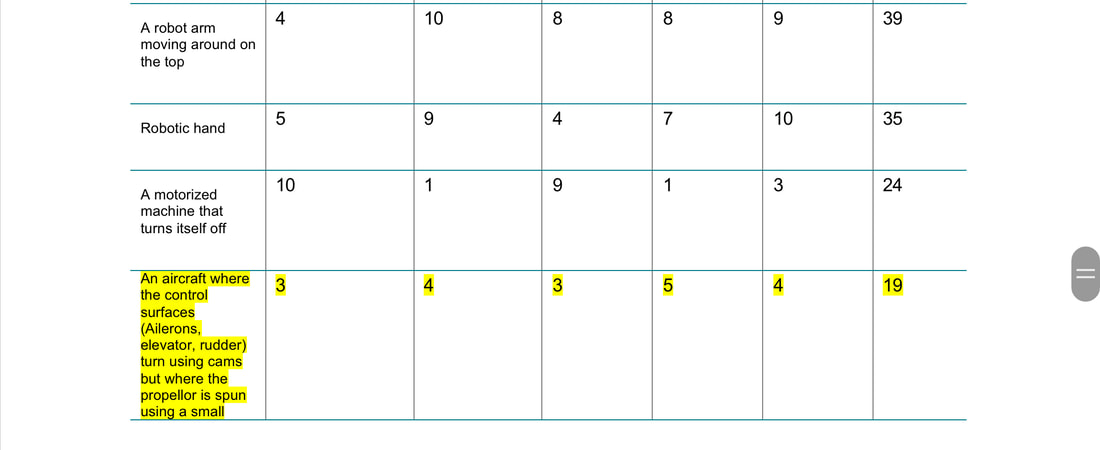 A robot arm
moving around on
the top
4 10 8 8 9 39
Robotic hand
5 9 4 7 10 35
A motorized
machine that
turns itself off
10 1 9 1 3 24
An aircraft where
the control
surfaces
(Ailerons,
elevator, rudder)
turn using cams
but where the
propellor is spun
using a small
3 4 3 5 4 19